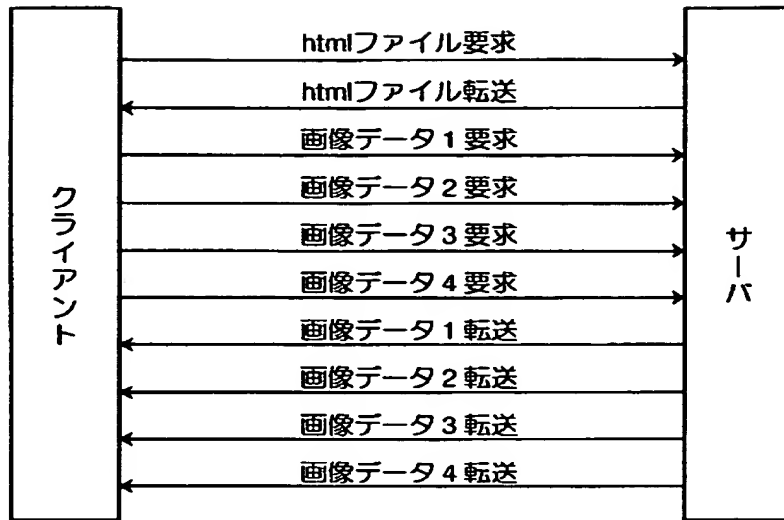 htmlファイル要求
htmlファイル転送
画像データ1要求
画像データ2要求
画像データ3要求
画像データ4要求
画像データ1転送
画像データ2転送
画像データ3転送
画像データ4転送
クライアント
サーバ